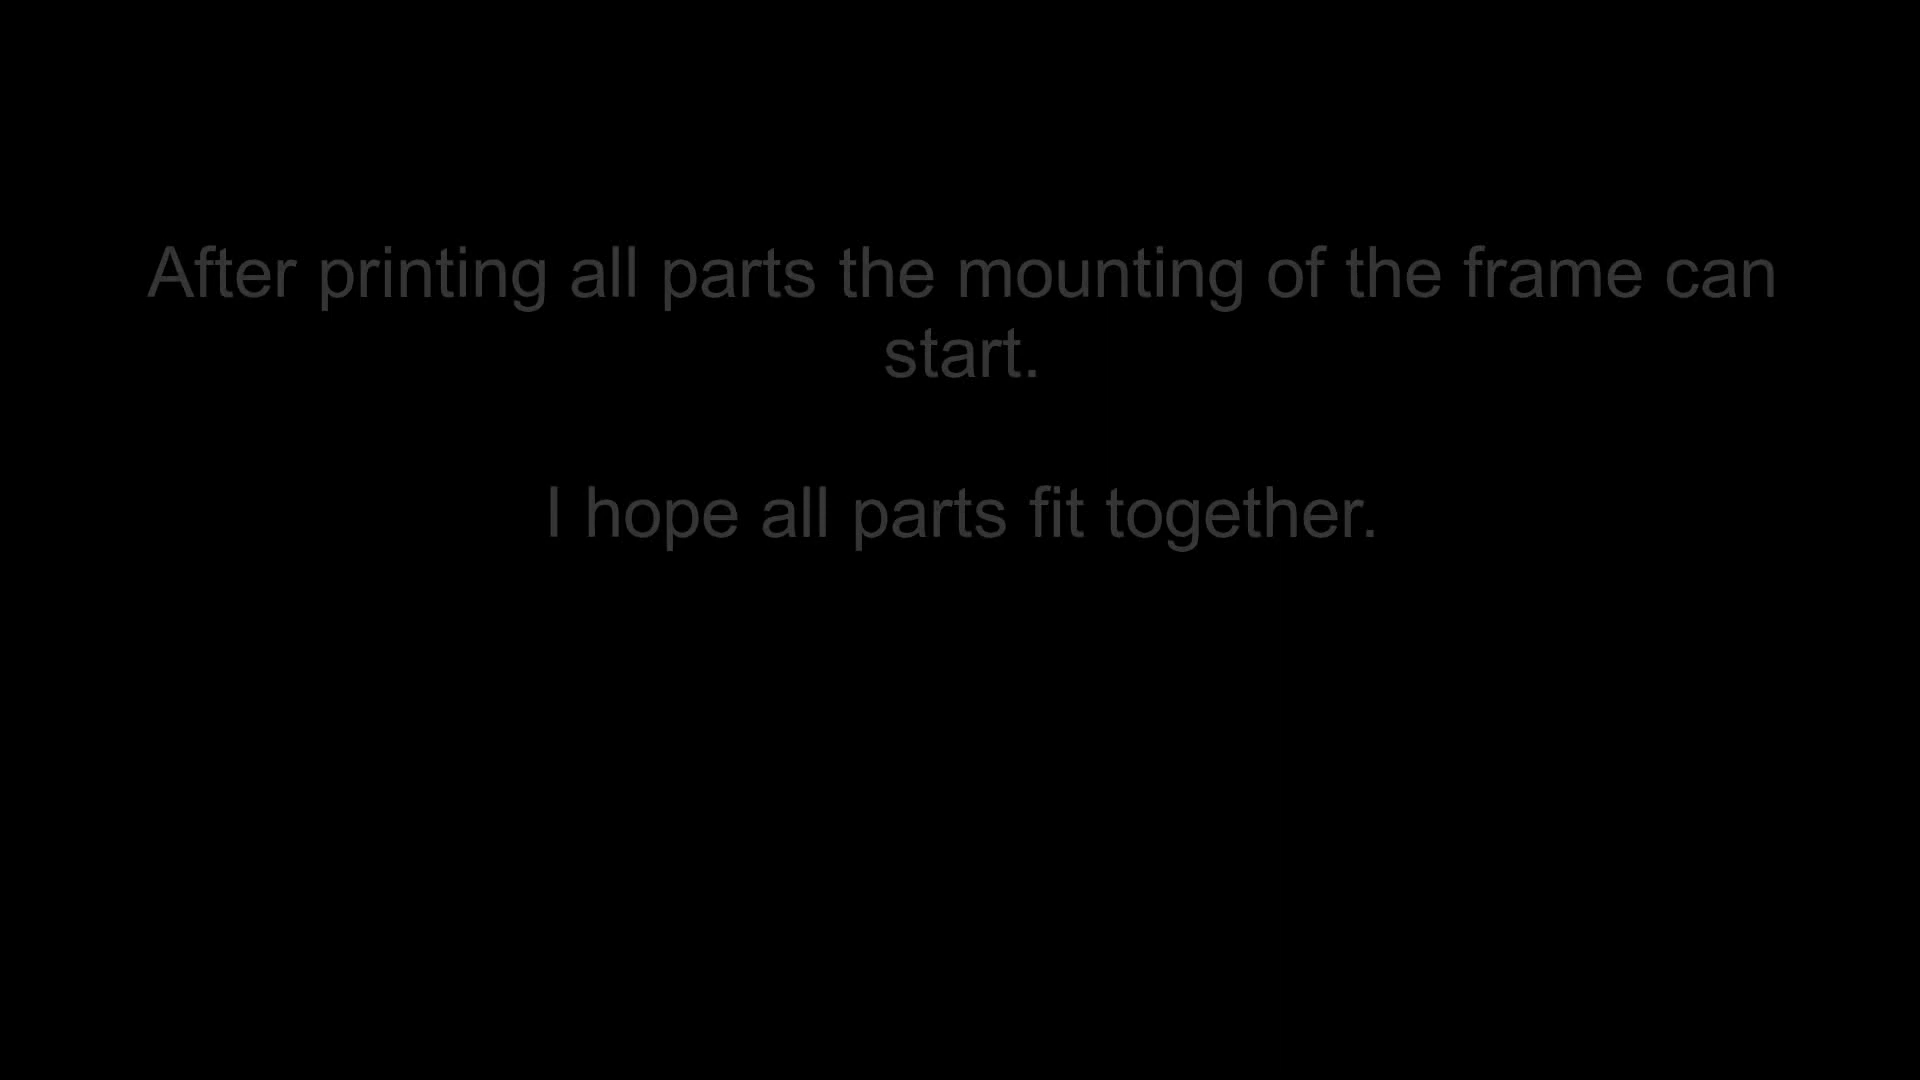 After printing all parts the mounting of the frame can
start.
I hope all parts fit together.